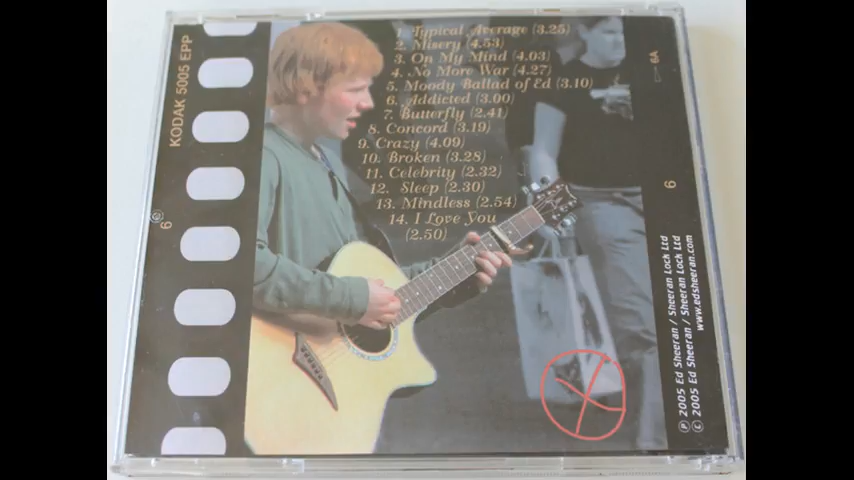 1. Typical Average (3.25)
2. Misery (4.53)
3. On My Mind (4.03)
4. No More War (4.27)
5. Moody Ballad of Ed (3.10)
6. Addicted (3.00)
7. Butterfly (2.41)
8. Concord (3.19)
9. Crazy (4.09)
10. Broken (3.28)
11. Celebrity (2.32)
12. Sleep (2.30)
13. Mindless (2.54)
14. I Love You
(2.50)
KODAK 5005 EPP
6
6A
6
℗ 2005 Ed Sheeran / Sheeran Lock Ltd
© 2005 Ed Sheeran / Sheeran Lock Ltd
www.edsheeran.com